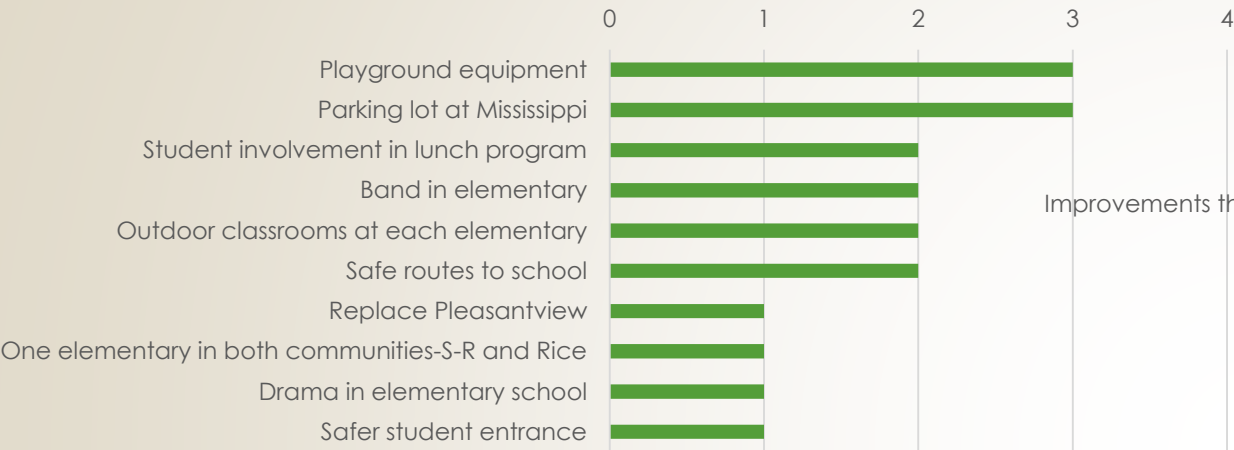 0 1 2 3 4
Playground equipment
Parking lot at Mississippi
Student involvement in lunch program
Band in elementary
Improvements
Outdoor classrooms at each elementary
Safe routes to school
Replace Pleasantview
One elementary in both communities-S-R and Rice
Drama in elementary school
Safer student entrance